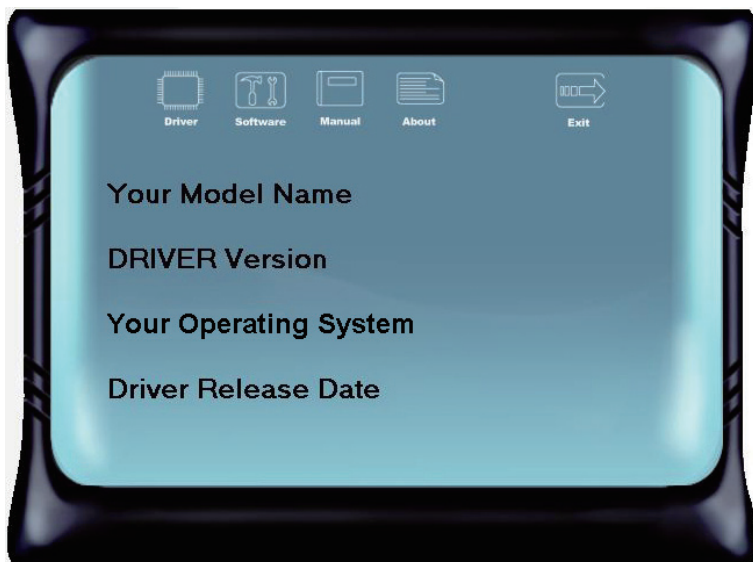 Driver Software Manual About Exit
Your Model Name
DRIVER Version
Your Operating System
Driver Release Date